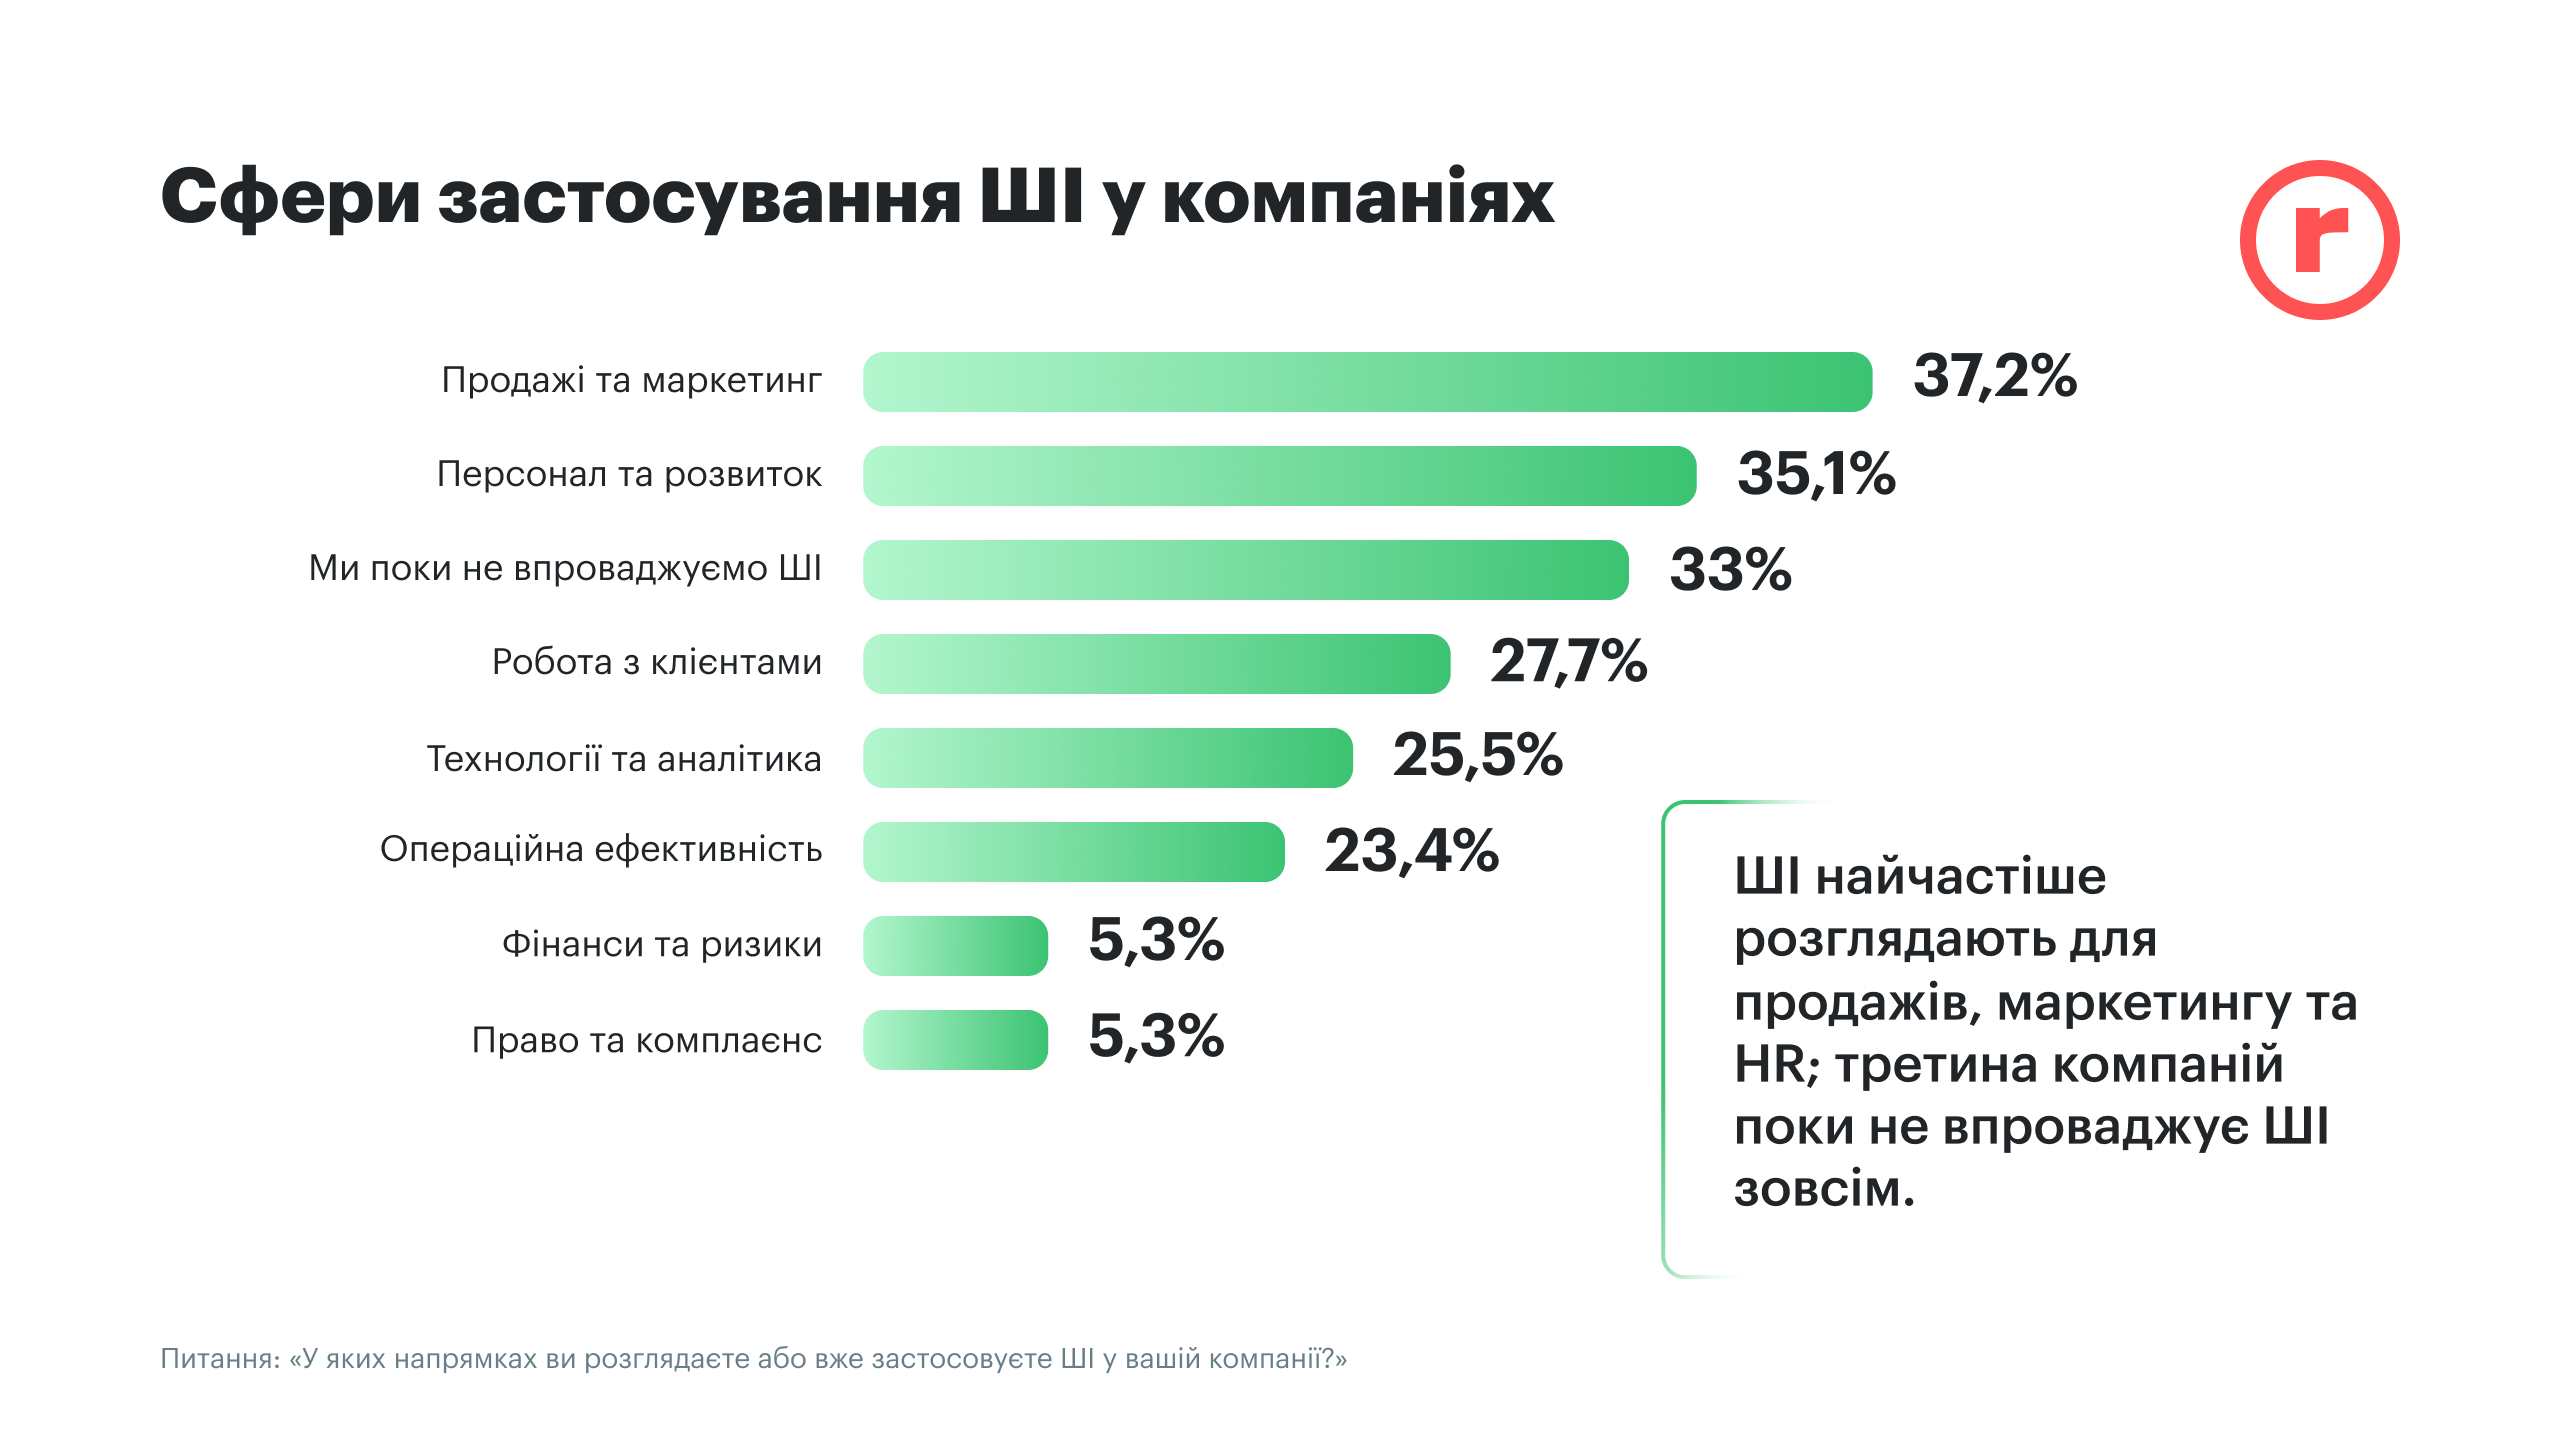 Сфери застосування ШІ у компаніях
r
Продажі та маркетинг 37,2%
Персонал та розвиток 35,1%
Ми поки не впроваджуємо ШІ 33%
Робота з клієнтами 27,7%
Технології та аналітика 25,5%
Операційна ефективність 23,4%
Фінанси та ризики 5,3%
Право та комплаєнс 5,3%
ШІ найчастіше
розглядають для
продажів, маркетингу та
HR; третина компаній
поки не впроваджує ШІ
зовсім.
Питання: «У яких напрямках ви розглядаєте або вже застосовуєте ШІ у вашій компанії?»